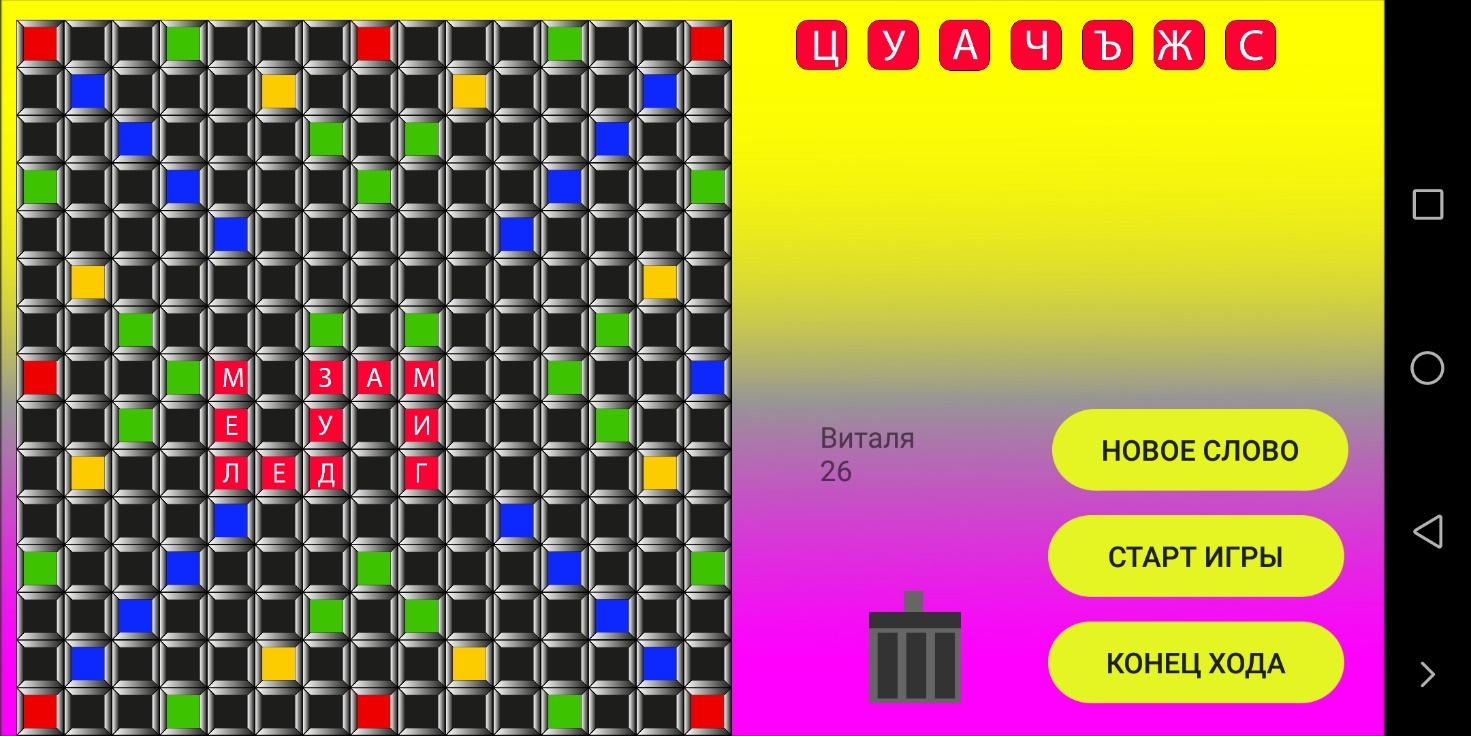 Ц У А Ч Ъ Ж С
М З А М
Е У И
Л Е Д Г
Виталя
26
НОВОЕ СЛОВО
СТАРТ ИГРЫ
КОНЕЦ ХОДА